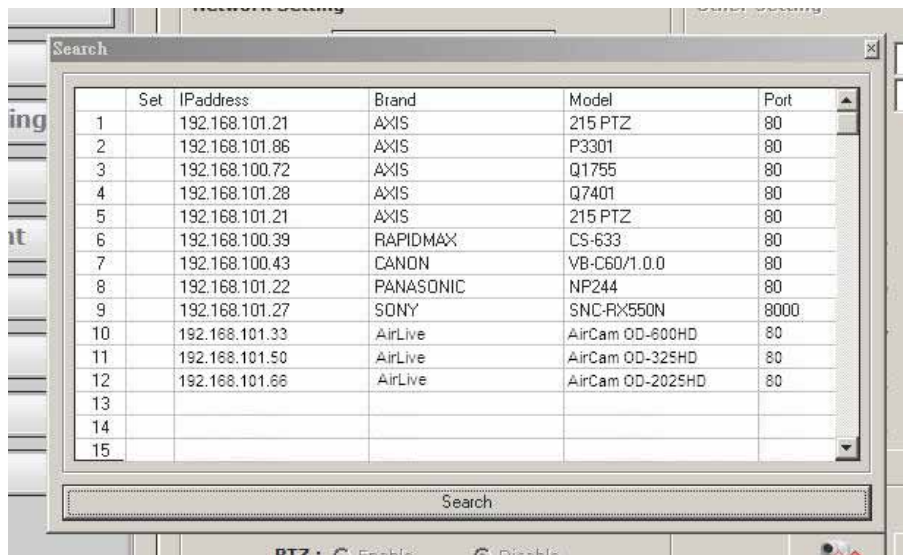 Network Setting
Search
Set IPaddress Brand Model Port
1 192.168.101.21 AXIS 215 PTZ 80
2 192.168.101.86 AXIS P3301 80
3 192.168.100.72 AXIS Q1755 80
4 192.168.101.28 AXIS Q7401 80
5 192.168.101.21 AXIS 215 PTZ 80
6 192.168.100.39 RAPIDMAX CS-633 80
7 192.168.100.43 CANON VB-C60/1.0.0 80
8 192.168.101.22 PANASONIC NP244 80
9 192.168.101.27 SONY SNC-RX550N 8000
10 192.168.101.33 AirLive AirCam OD-600HD 80
11 192.168.101.50 AirLive AirCam OD-325HD 80
12 192.168.101.66 AirLive AirCam OD-2025HD 80
13
14
15
ing
nt
Search
PTZ : Enable Disable